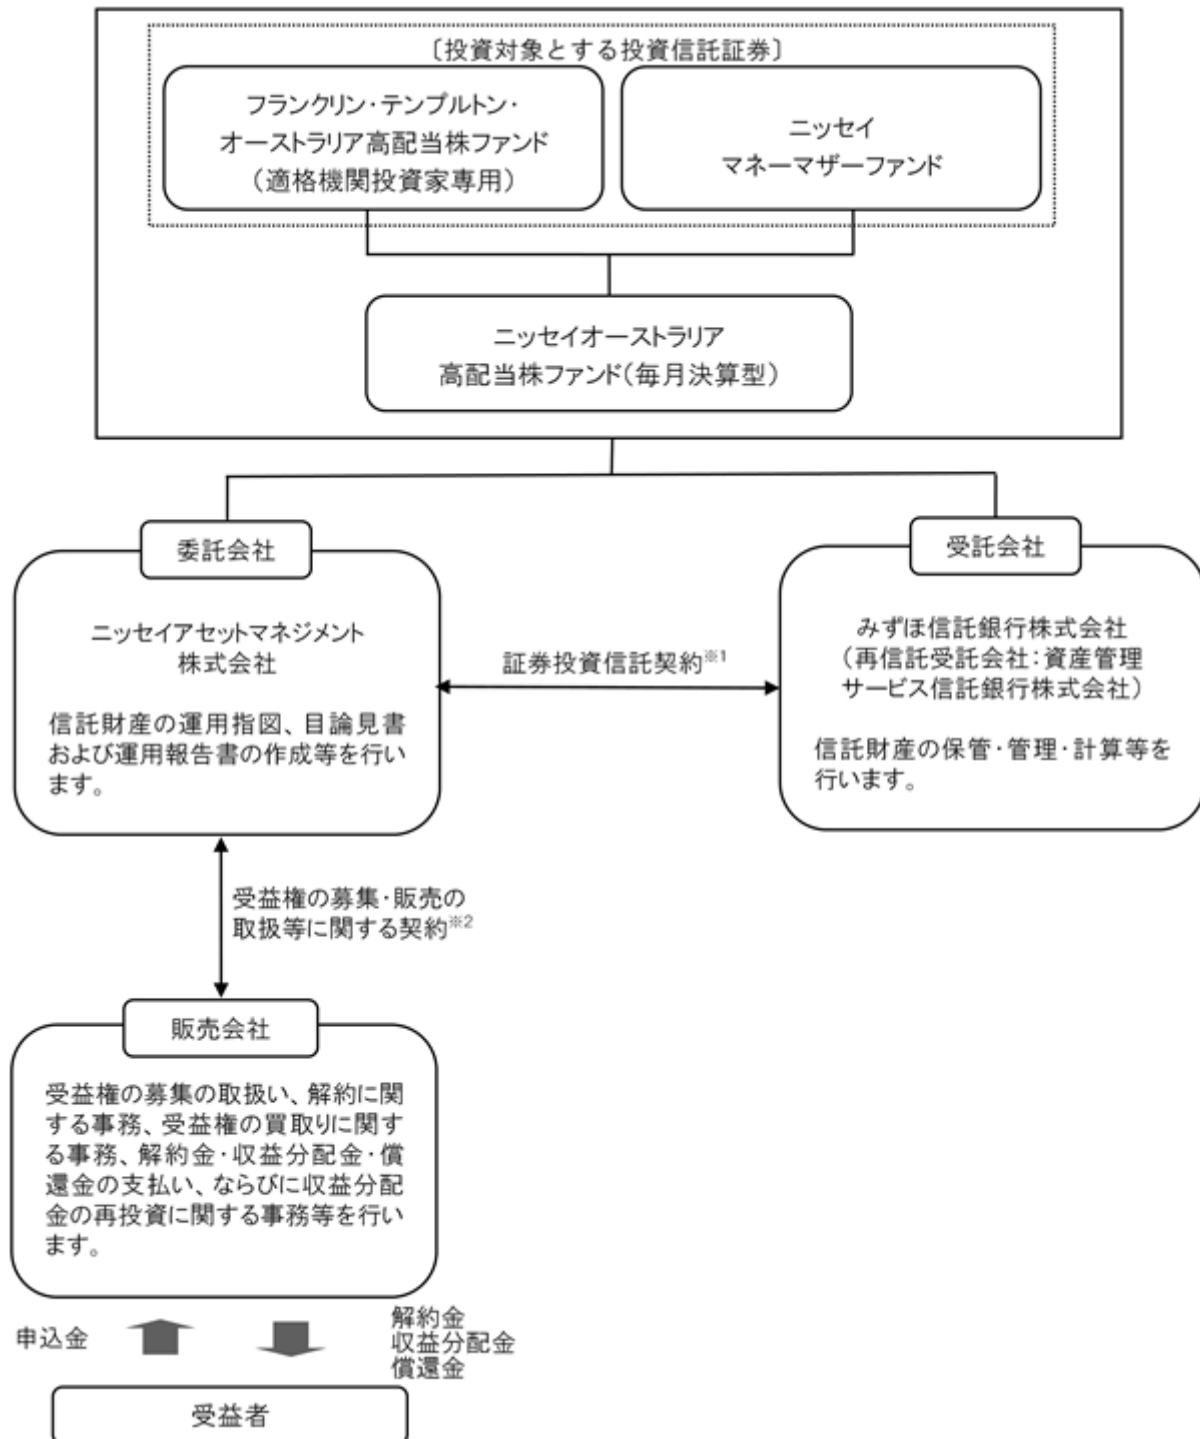 〔投資対象とする投資信託証券〕
フランクリン・テンプルトン・
オーストラリア高配当株ファンド
（適格機関投資家専用）
ニッセイ
マネーマザーファンド
ニッセイオーストラリア
高配当株ファンド（毎月決算型）
委託会社
ニッセイアセットマネジメント
株式会社
信託財産の運用指図、目論見書
および運用報告書の作成等を行い
ます。
証券投資信託契約※1
受託会社
みずほ信託銀行株式会社
（再信託受託会社：資産管理
サービス信託銀行株式会社）
信託財産の保管・管理・計算等を
行います。
受益権の募集・販売の
取扱等に関する契約※2
販売会社
受益権の募集の取扱い、解約に関
する事務、受益権の買取りに関す
る事務、解約金・収益分配金・償
還金の支払い、ならびに収益分配
金の再投資に関する事務等を行い
ます。
申込金
解約金
収益分配金
償還金
受益者